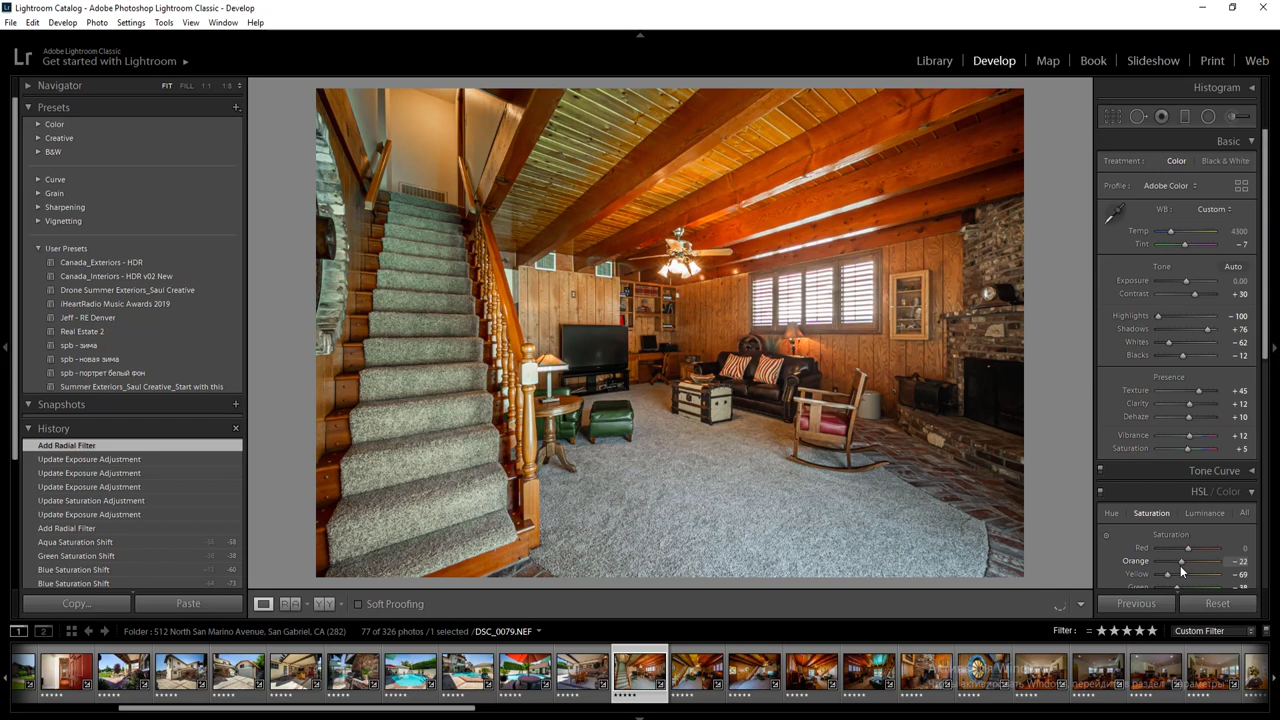 Lightroom Catalog - Adobe Photoshop Lightroom Classic - Develop
File Edit Develop Photo Settings Tools View Window Help
Lr Adobe Lightroom Classic
Get started with Lightroom
Library Develop Map Book Slideshow Print Web
Navigator FIT FILL 1:1 1:8
Histogram
Presets +
Color
Creative
B&W
Curve
Grain
Sharpening
Vignetting
User Presets
Canada_Exteriors - HDR
Canada_Interiors - HDR v02 New
Drone Summer Exteriors_Saul Creative
iHeartRadio Music Awards 2019
Jeff - RE Denver
Real Estate 2
spb - зима
spb - новая зима
spb - портрет белый фон
Summer Exteriors_Saul Creative_Start with this
Snapshots +
History ×
Add Radial Filter
Update Exposure Adjustment
Update Exposure Adjustment
Update Exposure Adjustment
Update Saturation Adjustment
Update Exposure Adjustment
Add Radial Filter
Aqua Saturation Shift -58
Green Saturation Shift -38
Blue Saturation Shift -60
Blue Saturation Shift -73
Copy... Paste
Basic
Treatment : Color Black & White
Profile : Adobe Color
WB : Custom
Temp 4300
Tint - 7
Tone Auto
Exposure 0.00
Contrast + 30
Highlights - 100
Shadows + 76
Whites - 62
Blacks - 12
Presence
Texture + 45
Clarity + 12
Dehaze + 10
Vibrance + 12
Saturation + 5
Tone Curve
HSL / Color
Hue Saturation Luminance All
Saturation
Red 0
Orange - 22
Yellow - 69
Green - 38
Soft Proofing
Previous Reset
1 2 Folder : 512 North San Marino Avenue, San Gabriel, CA (282) 77 of 326 photos /1 selected /DSC_0079.NEF
Filter : Custom Filter